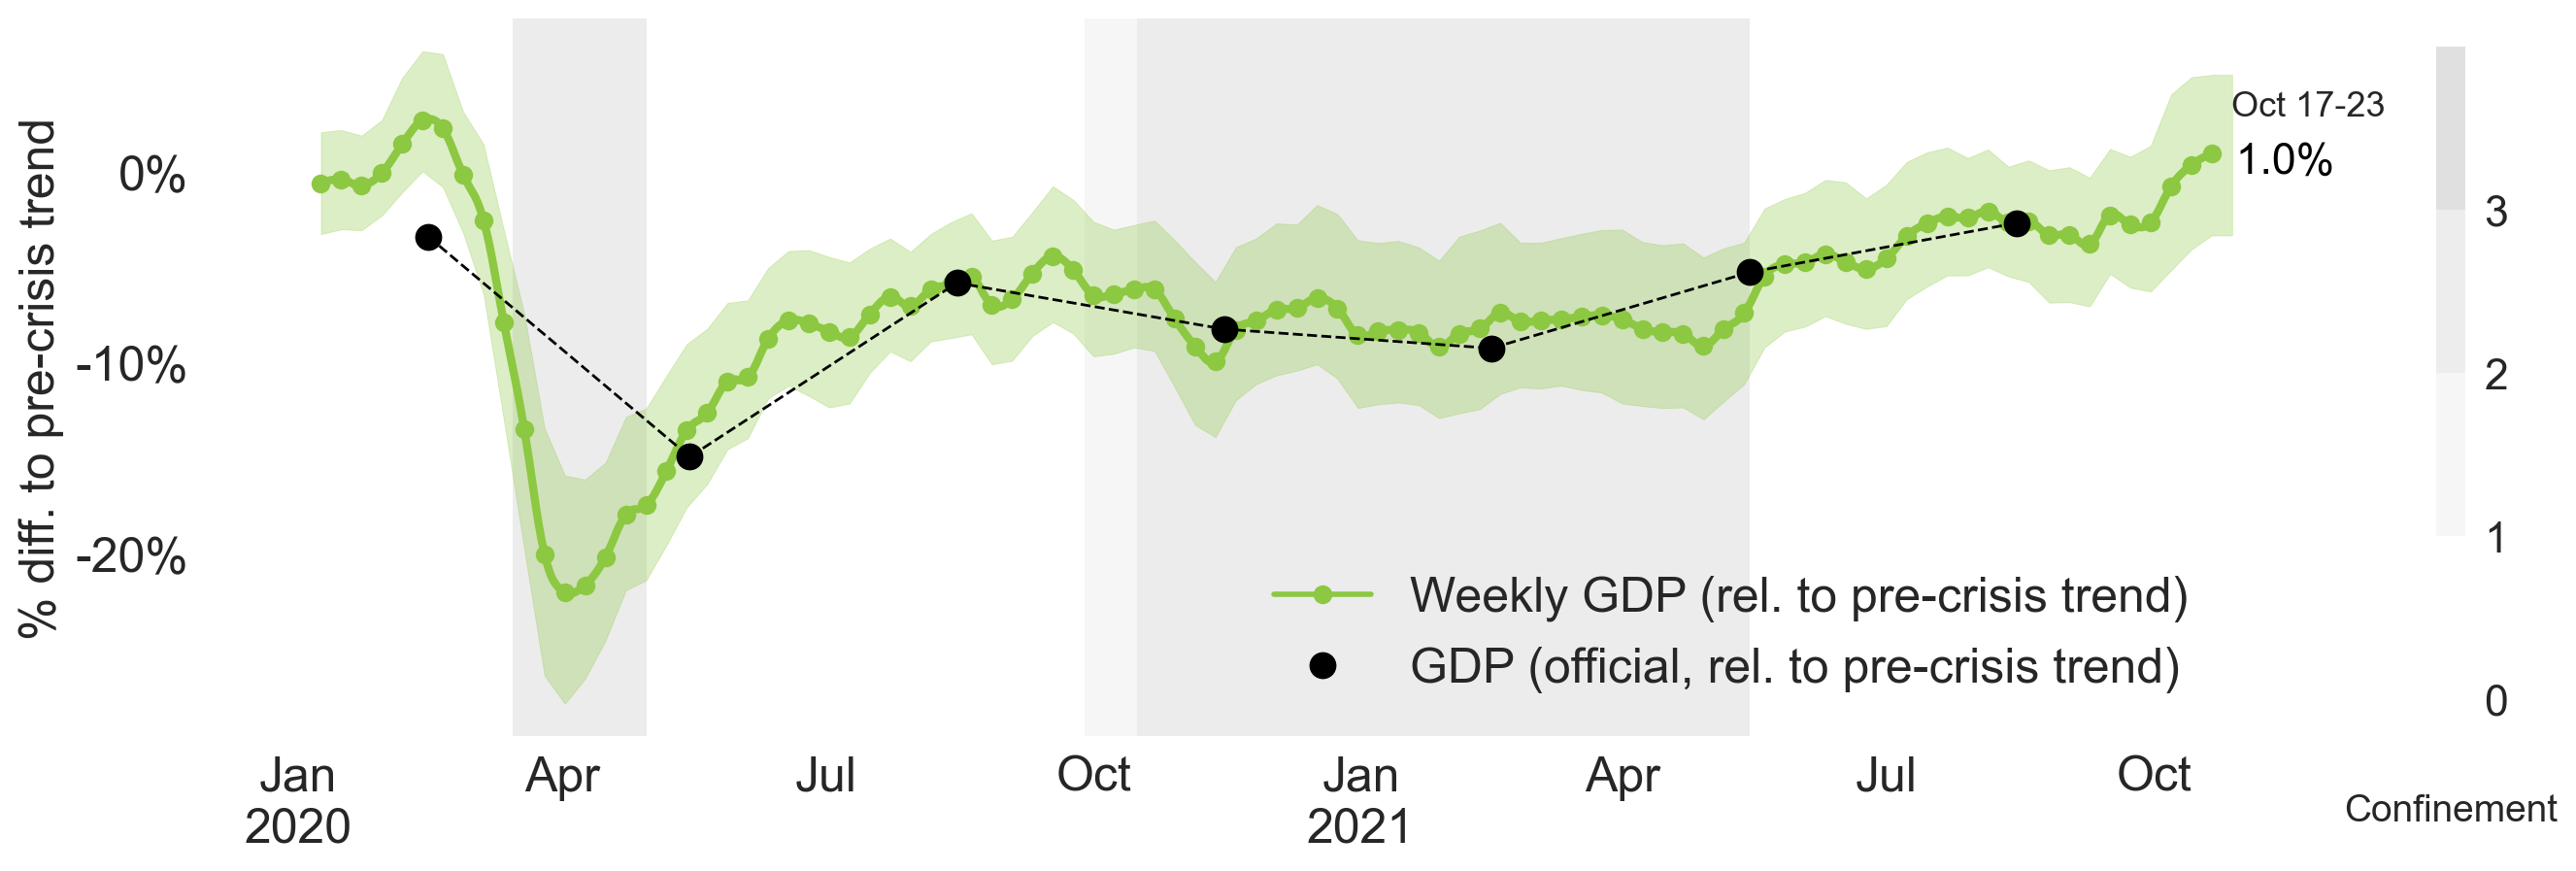 % diff. to pre-crisis trend
0%
-10%
-20%
Oct 17-23
1.0%
Weekly GDP (rel. to pre-crisis trend)
GDP (official, rel. to pre-crisis trend)
Jan Apr Jul Oct Jan Apr Jul Oct
2020 2021
3
2
1
0
Confinement